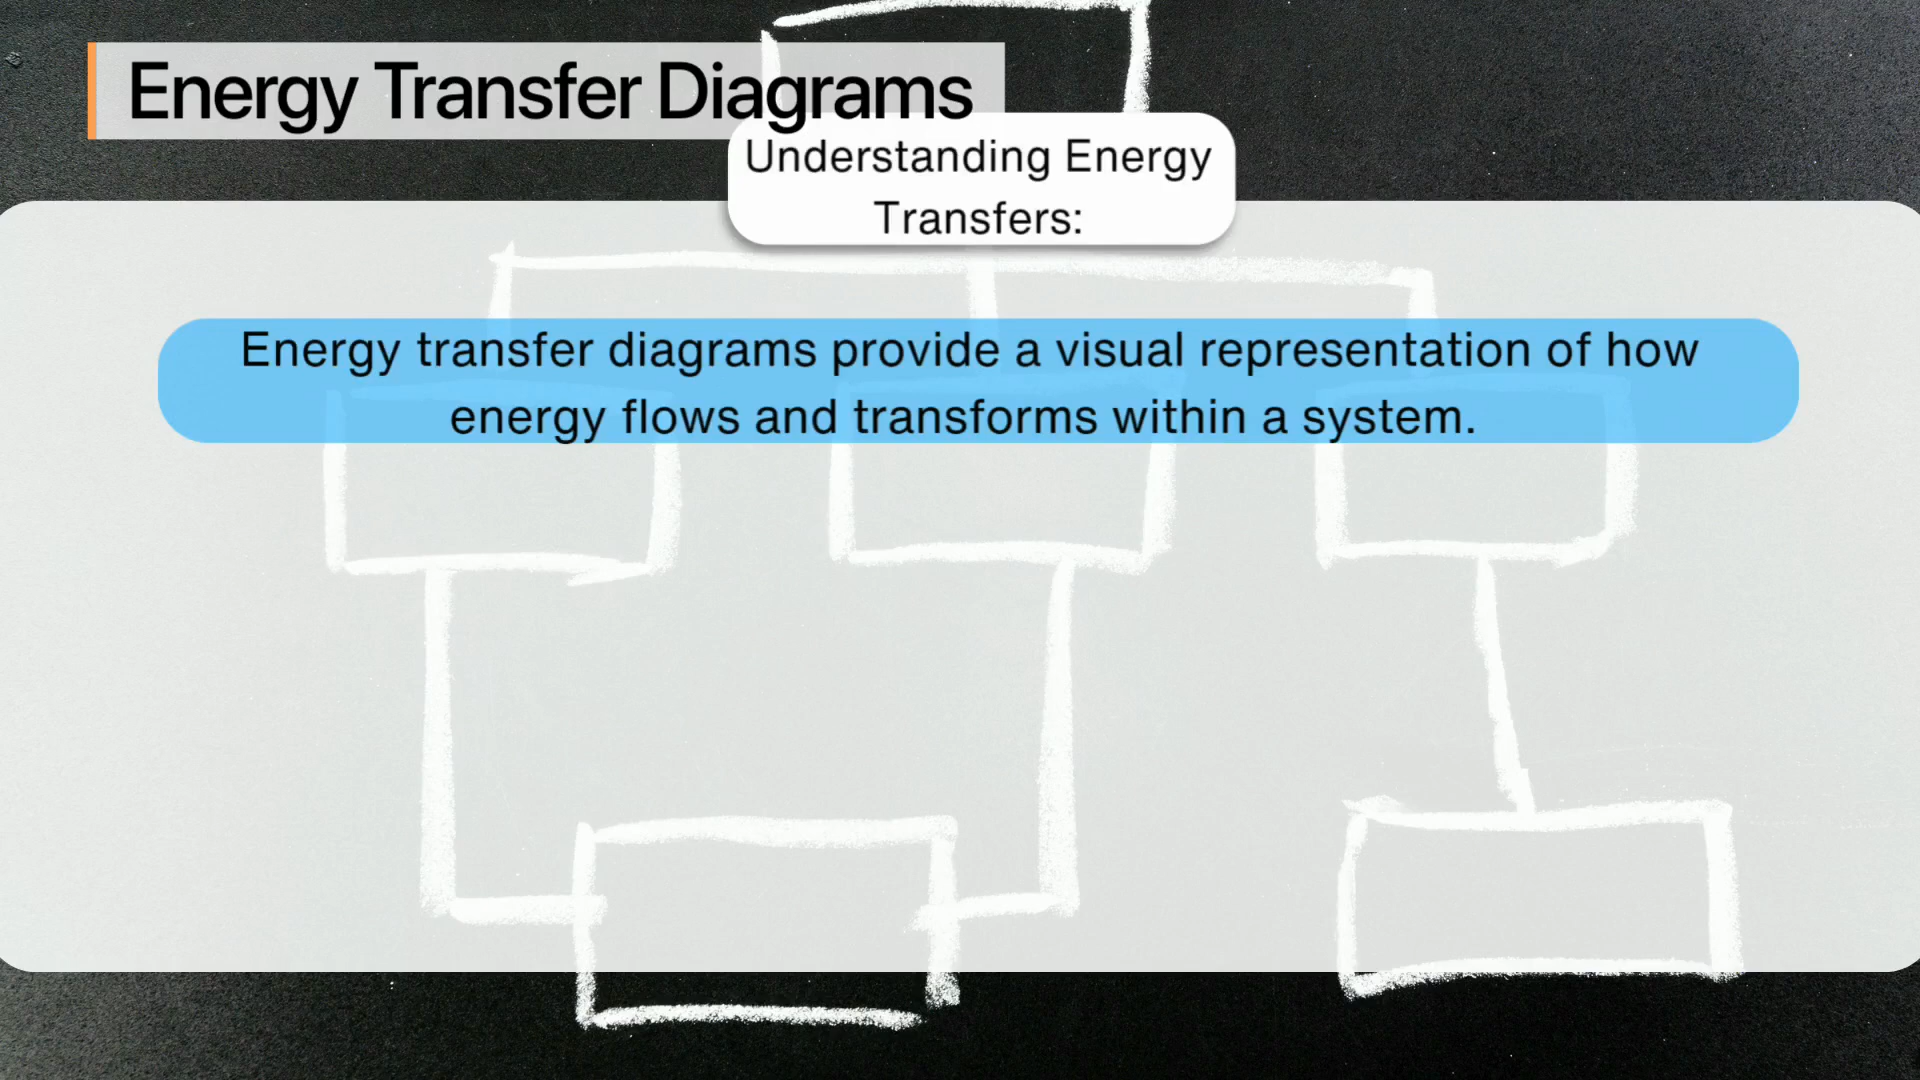 Energy Transfer Diagrams
Understanding Energy
Transfers:
Energy transfer diagrams provide a visual representation of how
energy flows and transforms within a system.